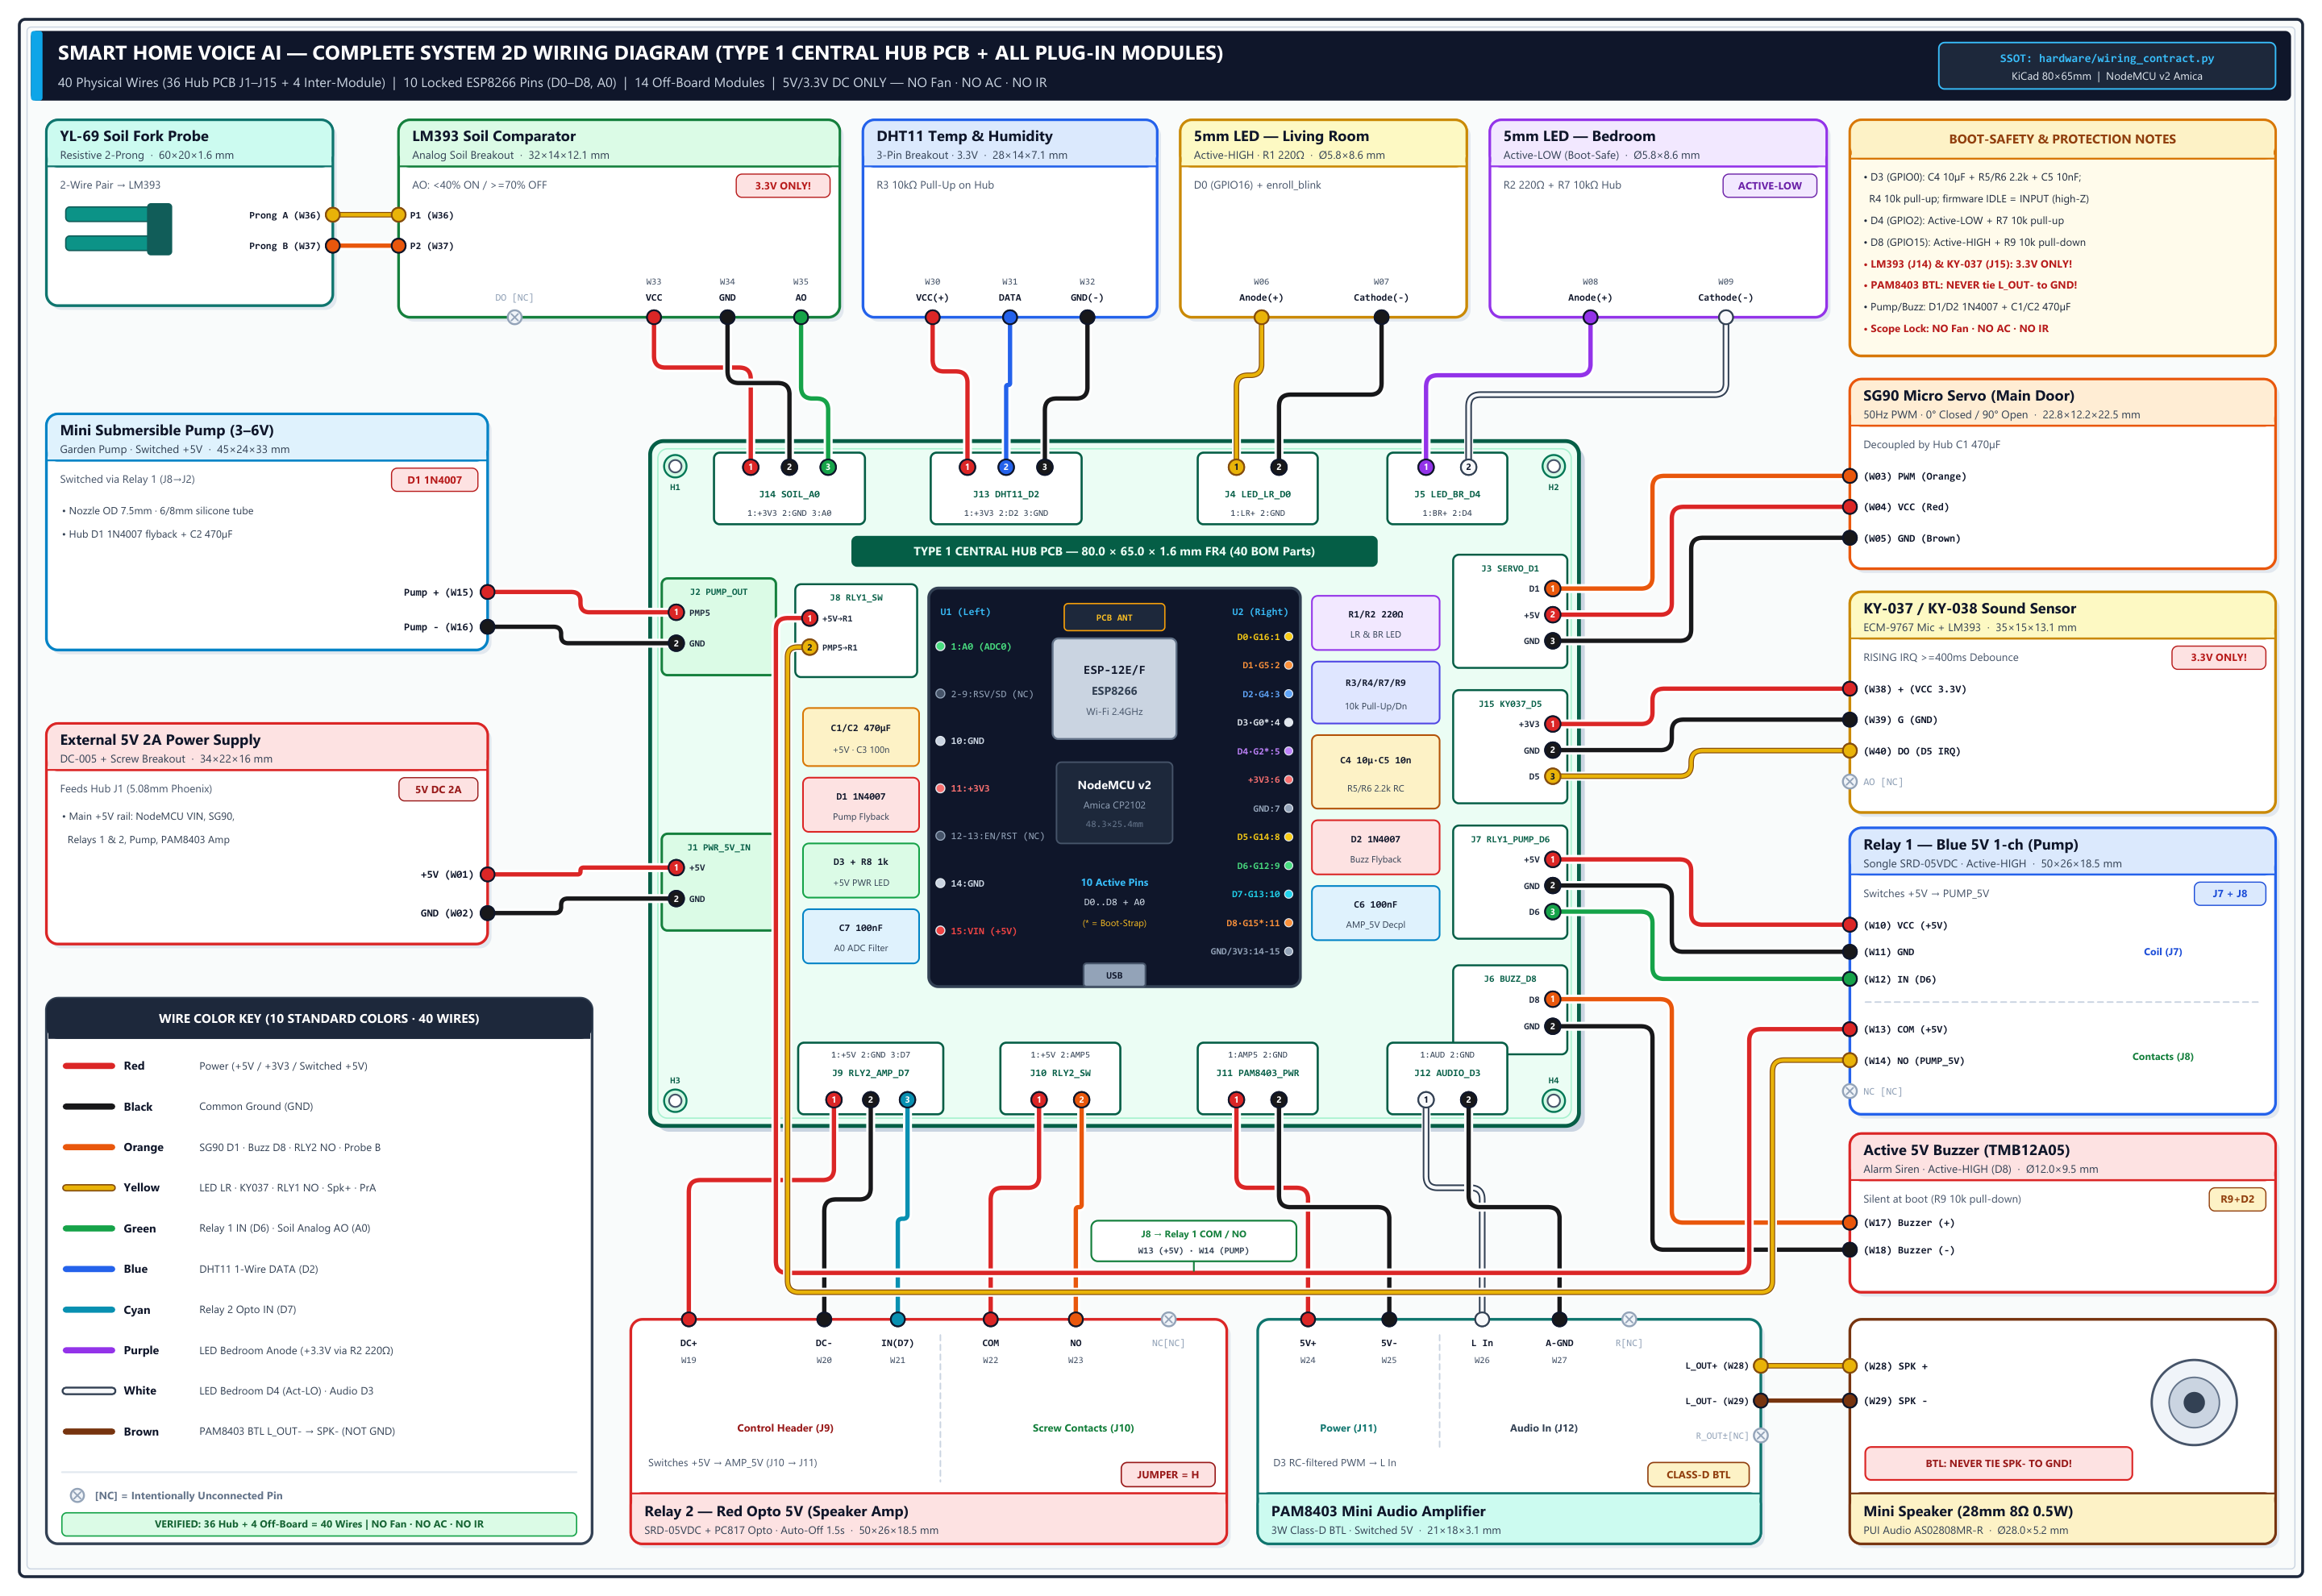 SMART HOME VOICE AI — COMPLETE SYSTEM 2D WIRING DIAGRAM (TYPE 1 CENTRAL HUB PCB + ALL PLUG-IN MODULES)
40 Physical Wires (36 Hub PCB J1–J15 + 4 Inter-Module) | 10 Locked ESP8266 Pins (D0–D8, A0) | 14 Off-Board Modules | 5V/3.3V DC ONLY — NO Fan · NO AC · NO IR
SSOT: hardware/wiring_contract.py
KiCad 80×65mm | NodeMCU v2 Amica
YL-69 Soil Fork Probe
Resistive 2-Prong · 60×20×1.6 mm
2-Wire Pair → LM393
Prong A (W36)
Prong B (W37)
LM393 Soil Comparator
Analog Soil Breakout · 32×14×12.1 mm
AO: <40% ON / >=70% OFF
3.3V ONLY!
P1 (W36)
P2 (W37)
DO [NC]
W33
VCC
W34
GND
W35
AO
DHT11 Temp & Humidity
3-Pin Breakout · 3.3V · 28×14×7.1 mm
R3 10kΩ Pull-Up on Hub
W30
VCC(+)
W31
DATA
W32
GND(-)
5mm LED — Living Room
Active-HIGH · R1 220Ω · Ø5.8×8.6 mm
D0 (GPIO16) + enroll_blink
W06
Anode(+)
W07
Cathode(-)
5mm LED — Bedroom
Active-LOW (Boot-Safe) · Ø5.8×8.6 mm
R2 220Ω + R7 10kΩ Hub
ACTIVE-LOW
W08
Anode(+)
W09
Cathode(-)
BOOT-SAFETY & PROTECTION NOTES
• D3 (GPIO0): C4 10µF + R5/R6 2.2k + C5 10nF;
R4 10k pull-up; firmware IDLE = INPUT (high-Z)
• D4 (GPIO2): Active-LOW + R7 10k pull-up
• D8 (GPIO15): Active-HIGH + R9 10k pull-down
• LM393 (J14) & KY-037 (J15): 3.3V ONLY!
• PAM8403 BTL: NEVER tie L_OUT- to GND!
• Pump/Buzz: D1/D2 1N4007 + C1/C2 470µF
• Scope Lock: NO Fan · NO AC · NO IR
Mini Submersible Pump (3–6V)
Garden Pump · Switched +5V · 45×24×33 mm
Switched via Relay 1 (J8→J2)
D1 1N4007
• Nozzle OD 7.5mm · 6/8mm silicone tube
• Hub D1 1N4007 flyback + C2 470µF
Pump + (W15)
Pump - (W16)
External 5V 2A Power Supply
DC-005 + Screw Breakout · 34×22×16 mm
Feeds Hub J1 (5.08mm Phoenix)
5V DC 2A
• Main +5V rail: NodeMCU VIN, SG90,
Relays 1 & 2, Pump, PAM8403 Amp
+5V (W01)
GND (W02)
WIRE COLOR KEY (10 STANDARD COLORS · 40 WIRES)
Red Power (+5V / +3V3 / Switched +5V)
Black Common Ground (GND)
Orange SG90 D1 · Buzz D8 · RLY2 NO · Probe B
Yellow LED LR · KY037 · RLY1 NO · Spk+ · PrA
Green Relay 1 IN (D6) · Soil Analog AO (A0)
Blue DHT11 1-Wire DATA (D2)
Cyan Relay 2 Opto IN (D7)
Purple LED Bedroom Anode (+3.3V via R2 220Ω)
White LED Bedroom D4 (Act-LO) · Audio D3
Brown PAM8403 BTL L_OUT- → SPK- (NOT GND)
[NC] = Intentionally Unconnected Pin
VERIFIED: 36 Hub + 4 Off-Board = 40 Wires | NO Fan · NO AC · NO IR
H1
1 2 3
J14 SOIL_A0
1:+3V3 2:GND 3:A0
1 2 3
J13 DHT11_D2
1:+3V3 2:D2 3:GND
1 2
J4 LED_LR_D0
1:LR+ 2:GND
1 2
J5 LED_BR_D4
1:BR+ 2:D4
H2
TYPE 1 CENTRAL HUB PCB — 80.0 × 65.0 × 1.6 mm FR4 (40 BOM Parts)
J2 PUMP_OUT
1 PMP5
2 GND
J8 RLY1_SW
1 +5V→R1
2 PMP5→R1
J1 PWR_5V_IN
1 +5V
2 GND
C1/C2 470µF
+5V · C3 100n
D1 1N4007
Pump Flyback
D3 + R8 1k
+5V PWR LED
C7 100nF
A0 ADC Filter
U1 (Left)
1:A0 (ADC0)
2-9:RSV/SD (NC)
10:GND
11:+3V3
12-13:EN/RST (NC)
14:GND
15:VIN (+5V)
PCB ANT
ESP-12E/F
ESP8266
Wi-Fi 2.4GHz
NodeMCU v2
Amica CP2102
48.3×25.4mm
10 Active Pins
D0..D8 + A0
(* = Boot-Strap)
USB
U2 (Right)
D0·G16:1
D1·G5:2
D2·G4:3
D3·G0*:4
D4·G2*:5
+3V3:6
GND:7
D5·G14:8
D6·G12:9
D7·G13:10
D8·G15*:11
GND/3V3:14-15
R1/R2 220Ω
LR & BR LED
R3/R4/R7/R9
10k Pull-Up/Dn
C4 10µ·C5 10n
R5/R6 2.2k RC
D2 1N4007
Buzz Flyback
C6 100nF
AMP_5V Decpl
J3 SERVO_D1
D1 1
+5V 2
GND 3
J15 KY037_D5
+3V3 1
GND 2
D5 3
J7 RLY1_PUMP_D6
+5V 1
GND 2
D6 3
J6 BUZZ_D8
D8 1
GND 2
H3
1:+5V 2:GND 3:D7
J9 RLY2_AMP_D7
1 2 3
1:+5V 2:AMP5
J10 RLY2_SW
1 2
1:AMP5 2:GND
J11 PAM8403_PWR
1 2
1:AUD 2:GND
J12 AUDIO_D3
1 2
H4
SG90 Micro Servo (Main Door)
50Hz PWM · 0° Closed / 90° Open · 22.8×12.2×22.5 mm
Decoupled by Hub C1 470µF
(W03) PWM (Orange)
(W04) VCC (Red)
(W05) GND (Brown)
KY-037 / KY-038 Sound Sensor
ECM-9767 Mic + LM393 · 35×15×13.1 mm
RISING IRQ >=400ms Debounce
3.3V ONLY!
(W38) + (VCC 3.3V)
(W39) G (GND)
(W40) DO (D5 IRQ)
AO [NC]
Relay 1 — Blue 5V 1-ch (Pump)
Songle SRD-05VDC · Active-HIGH · 50×26×18.5 mm
Switches +5V → PUMP_5V
J7 + J8
(W10) VCC (+5V)
(W11) GND
Coil (J7)
(W12) IN (D6)
(W13) COM (+5V)
(W14) NO (PUMP_5V)
Contacts (J8)
NC [NC]
Active 5V Buzzer (TMB12A05)
Alarm Siren · Active-HIGH (D8) · Ø12.0×9.5 mm
Silent at boot (R9 10k pull-down)
R9+D2
(W17) Buzzer (+)
(W18) Buzzer (-)
J8 → Relay 1 COM / NO
W13 (+5V) · W14 (PUMP)
DC+
W19
DC-
W20
IN(D7)
W21
COM
W22
NO
W23
NC[NC]
Control Header (J9)
Screw Contacts (J10)
Switches +5V → AMP_5V (J10 → J11)
JUMPER = H
Relay 2 — Red Opto 5V (Speaker Amp)
SRD-05VDC + PC817 Opto · Auto-Off 1.5s · 50×26×18.5 mm
5V+
W24
5V-
W25
L In
W26
A-GND
W27
R[NC]
L_OUT+ (W28)
L_OUT- (W29)
R_OUT±[NC]
Power (J11)
Audio In (J12)
D3 RC-filtered PWM → L In
CLASS-D BTL
PAM8403 Mini Audio Amplifier
3W Class-D BTL · Switched 5V · 21×18×3.1 mm
(W28) SPK +
(W29) SPK -
BTL: NEVER TIE SPK- TO GND!
Mini Speaker (28mm 8Ω 0.5W)
PUI Audio AS02808MR-R · Ø28.0×5.2 mm